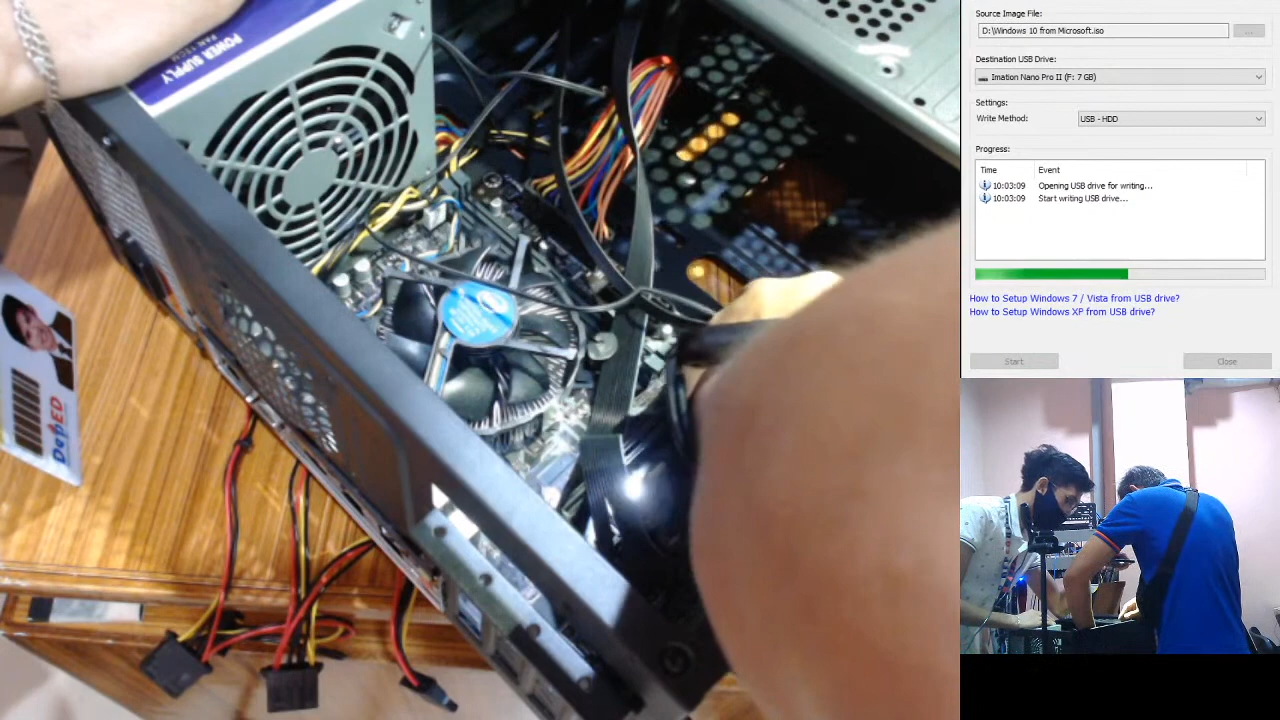 POWER SUPPLY
FAN 12CM
DepED
Source Image File:
D:\Windows 10 from Microsoft.iso
...
Destination USB Drive:
Imation Nano Pro II (F: 7 GB)
Settings:
Write Method:
USB -HDD
Progress:
Time Event
10:03:09 Opening USB drive for writing...
10:03:09 Start writing USB drive...
How to Setup Windows 7 / Vista from USB drive?
How to Setup Windows XP from USB drive?
Start Close